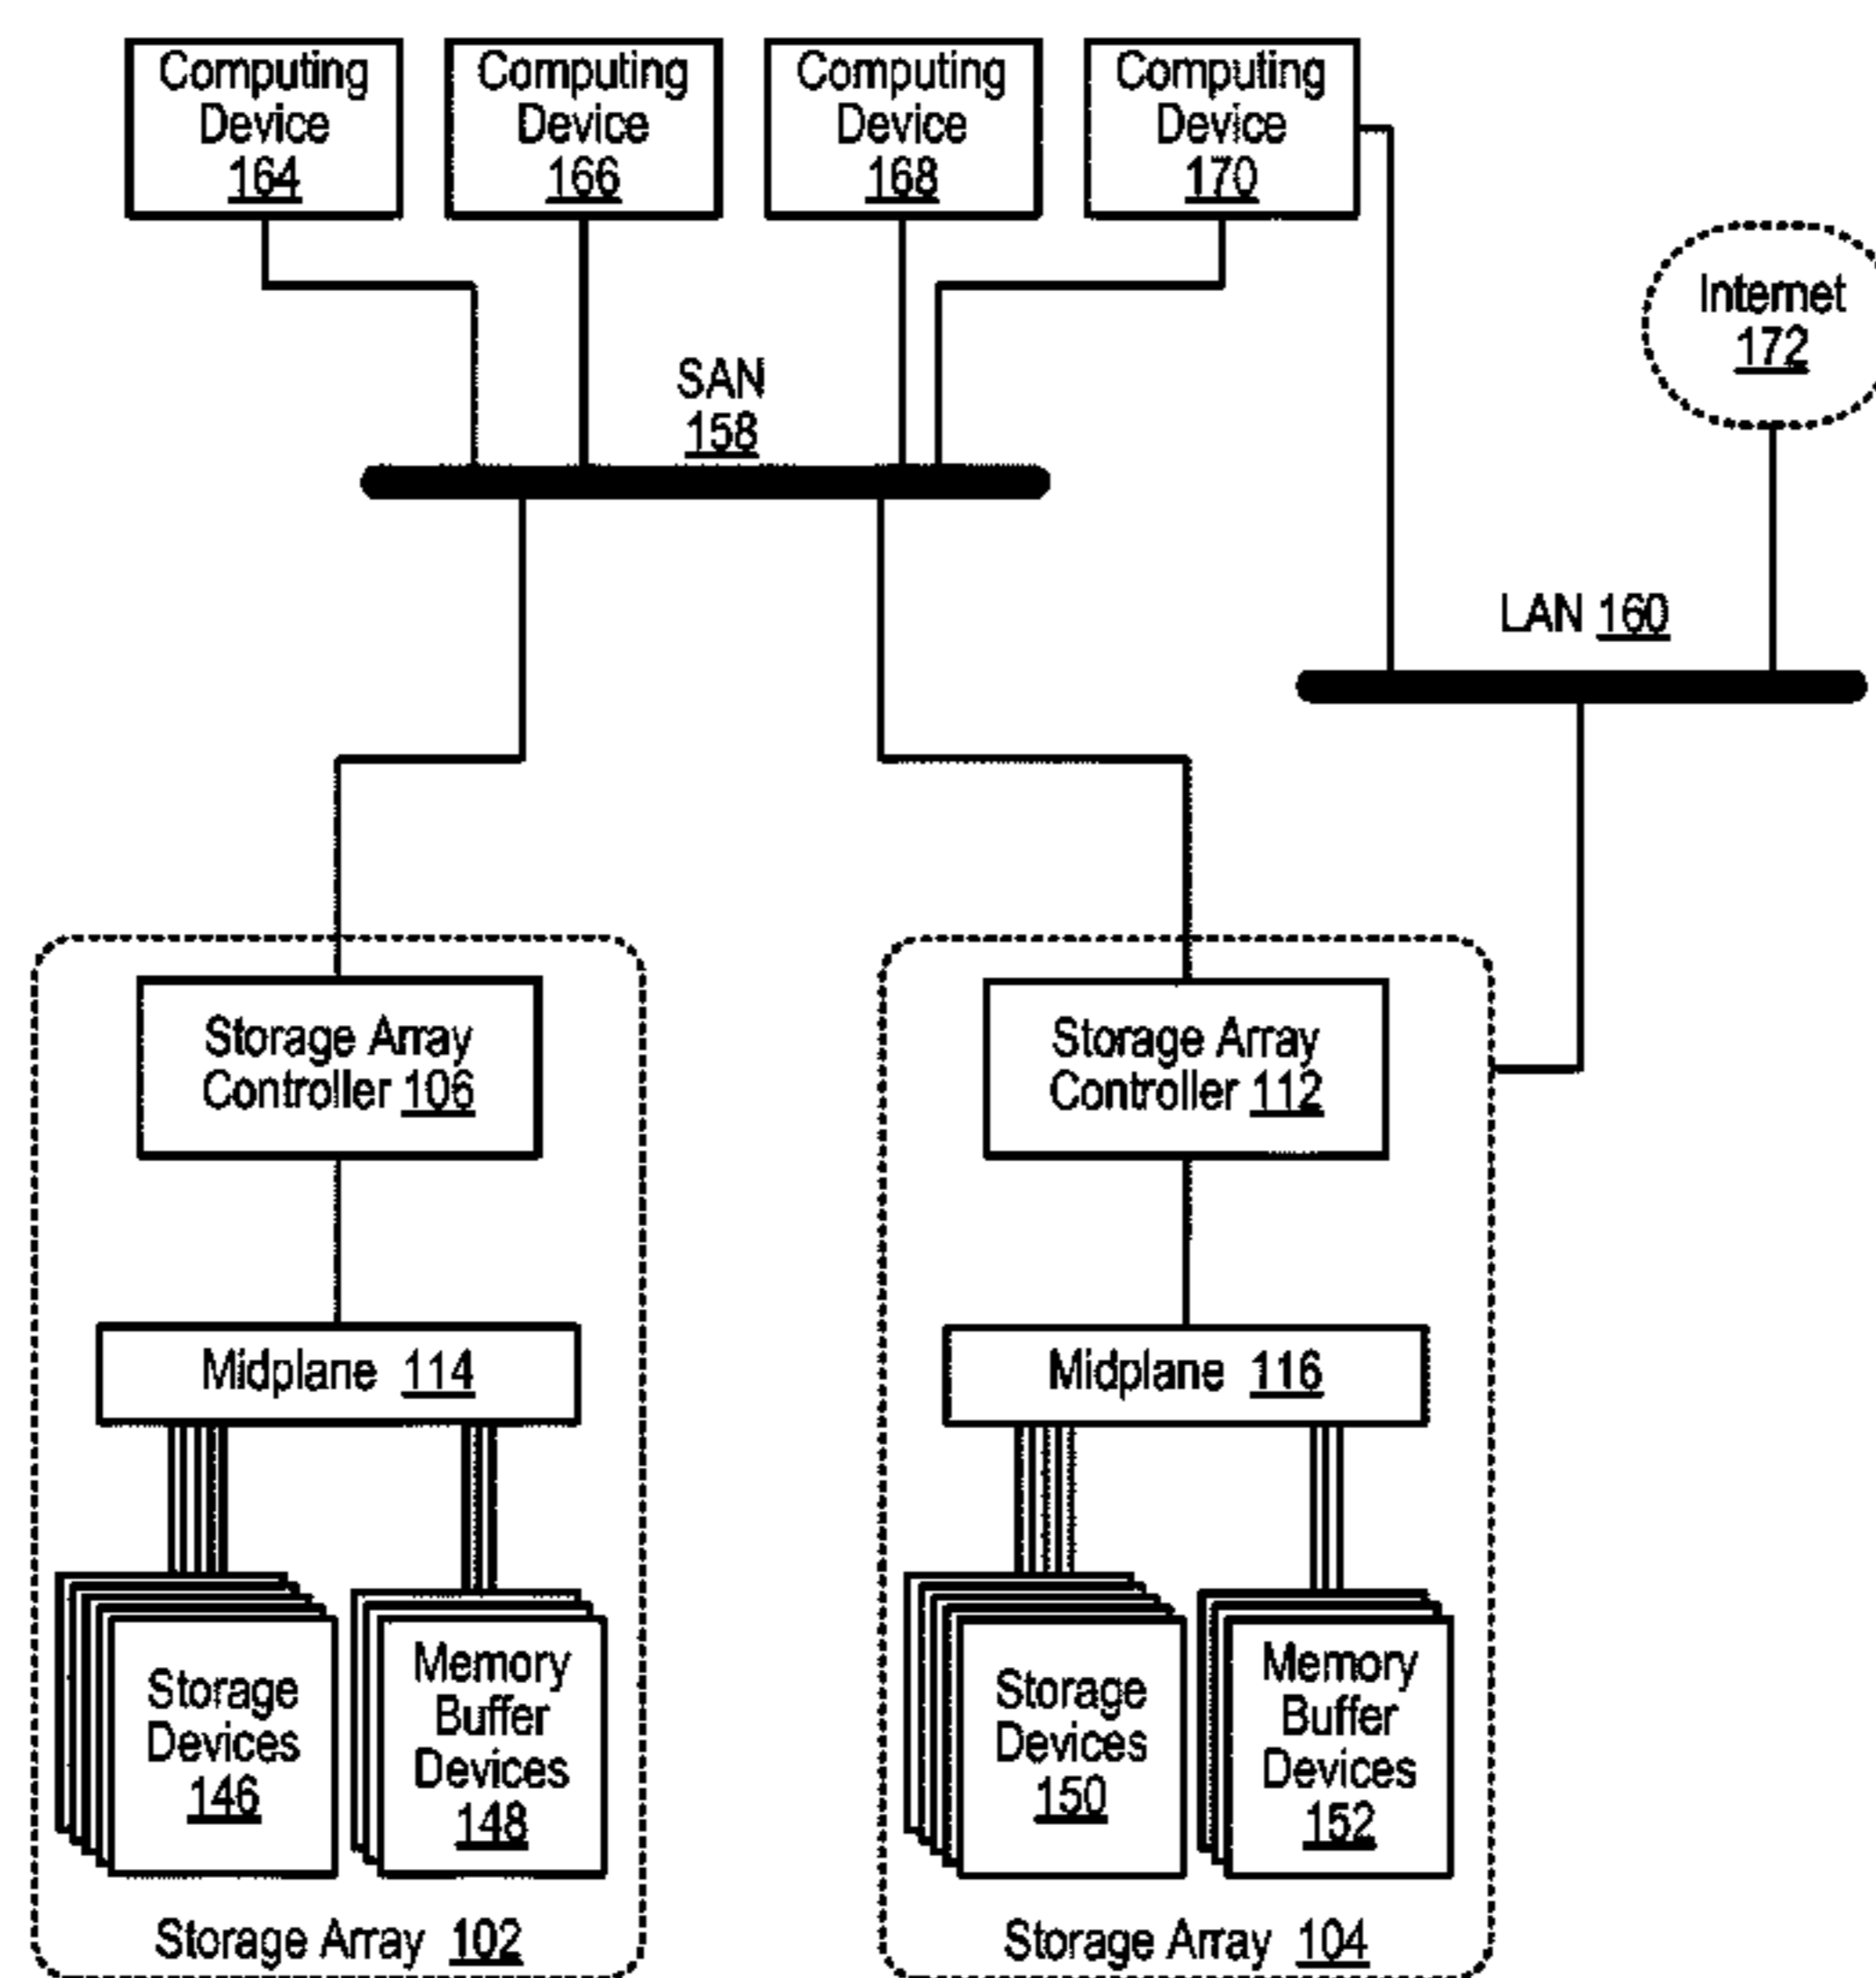 Computing
Device
164
Computing
Device
166
Computing
Device
168
Computing
Device
170
Internet
172
SAN
158
LAN 160
Storage Array
Controller 106
Storage Array
Controller 112
Midplane 114
Midplane 116
Storage
Devices
146
Memory
Buffer
Devices
148
Storage
Devices
150
Memory
Buffer
Devices
152
Storage Array 102
Storage Array 104